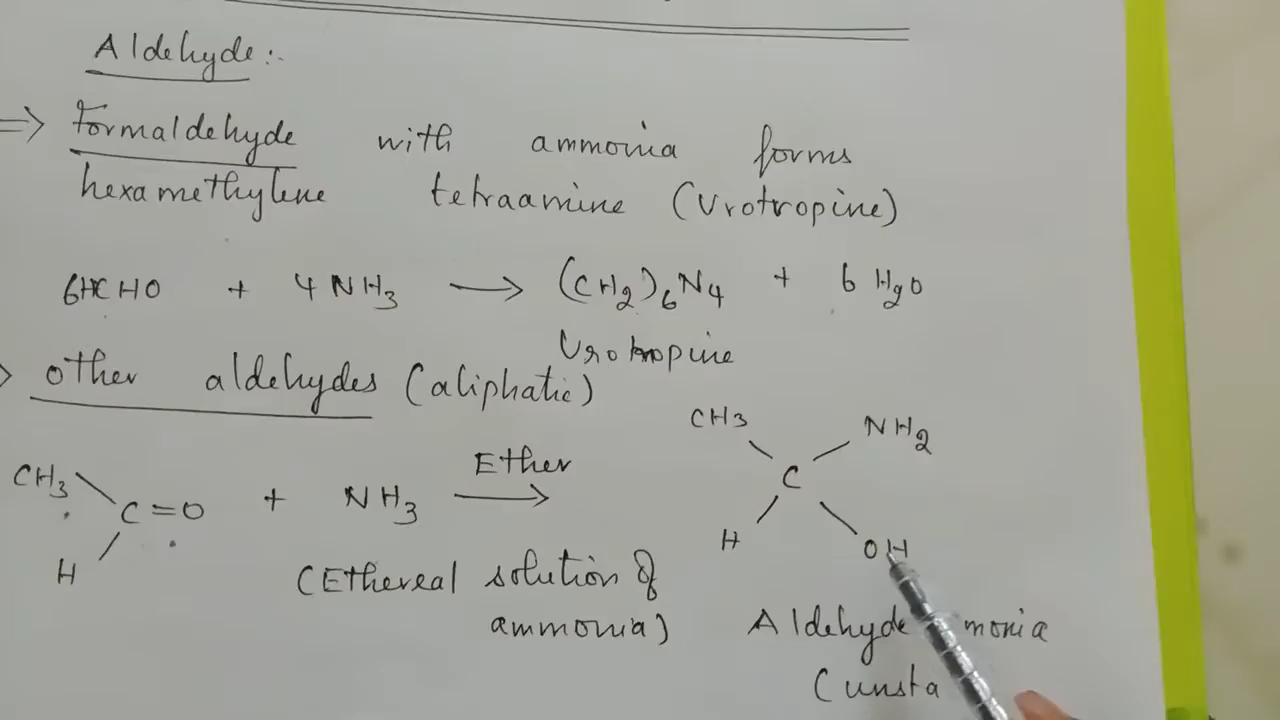 Aldehyde:-
⇒ Formaldehyde with ammonia forms
hexamethylene tetraamine (Urotropine)
6HCHO + 4NH3 ⟶ (CH2)6N4 + 6H2O
Urotropine
other aldehydes (aliphatic)
CH3 NH2
Ether
C
CH3 C=O + NH3 ⟶
H OH
H
(Ethereal solution of
ammonia)
Aldehyde monia
(unsta